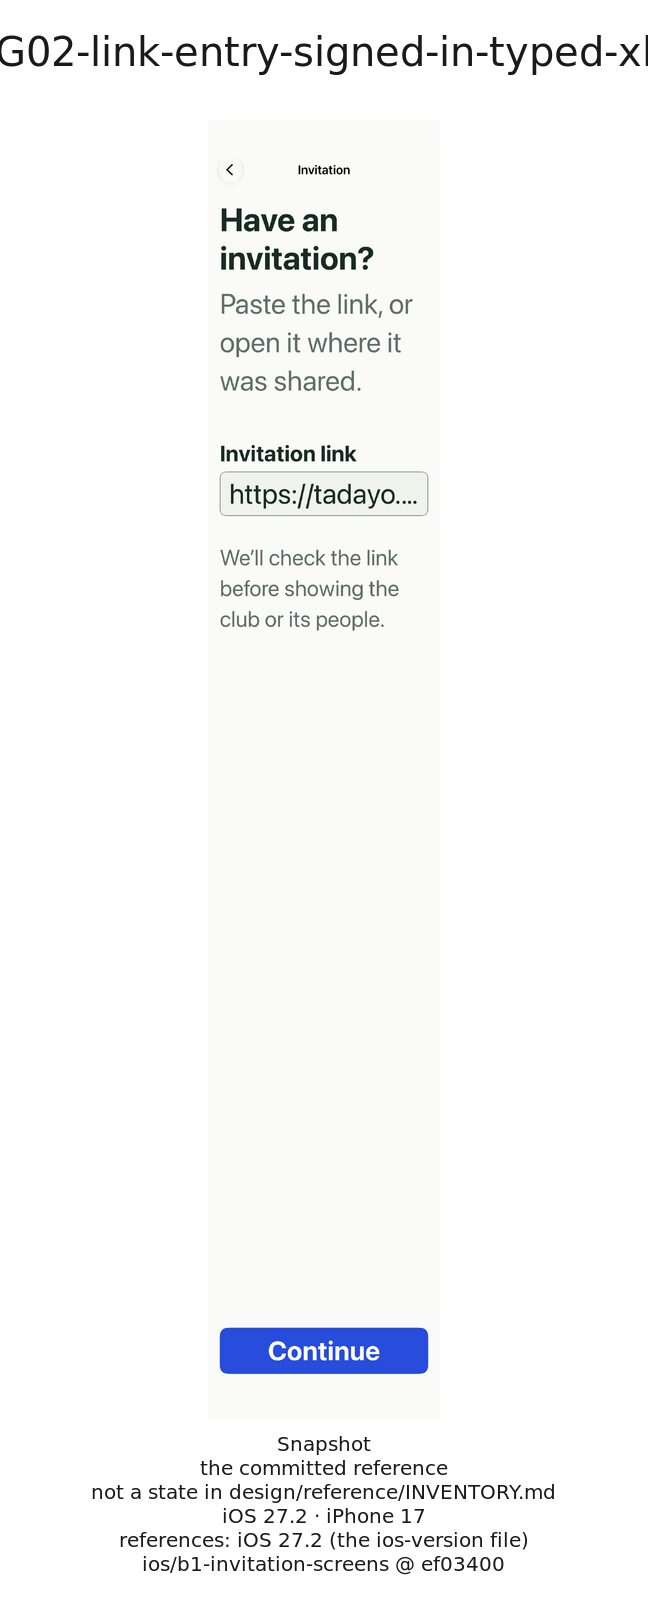 G02-link-entry-signed-in-typed-xl
Invitation
Have an
invitation?
Paste the link, or
open it where it
was shared.
Invitation link
https://tadayo.…
We’ll check the link
before showing the
club or its people.
Continue
Snapshot
the committed reference
not a state in design/reference/INVENTORY.md
iOS 27.2 · iPhone 17
references: iOS 27.2 (the ios-version file)
ios/b1-invitation-screens @ ef03400